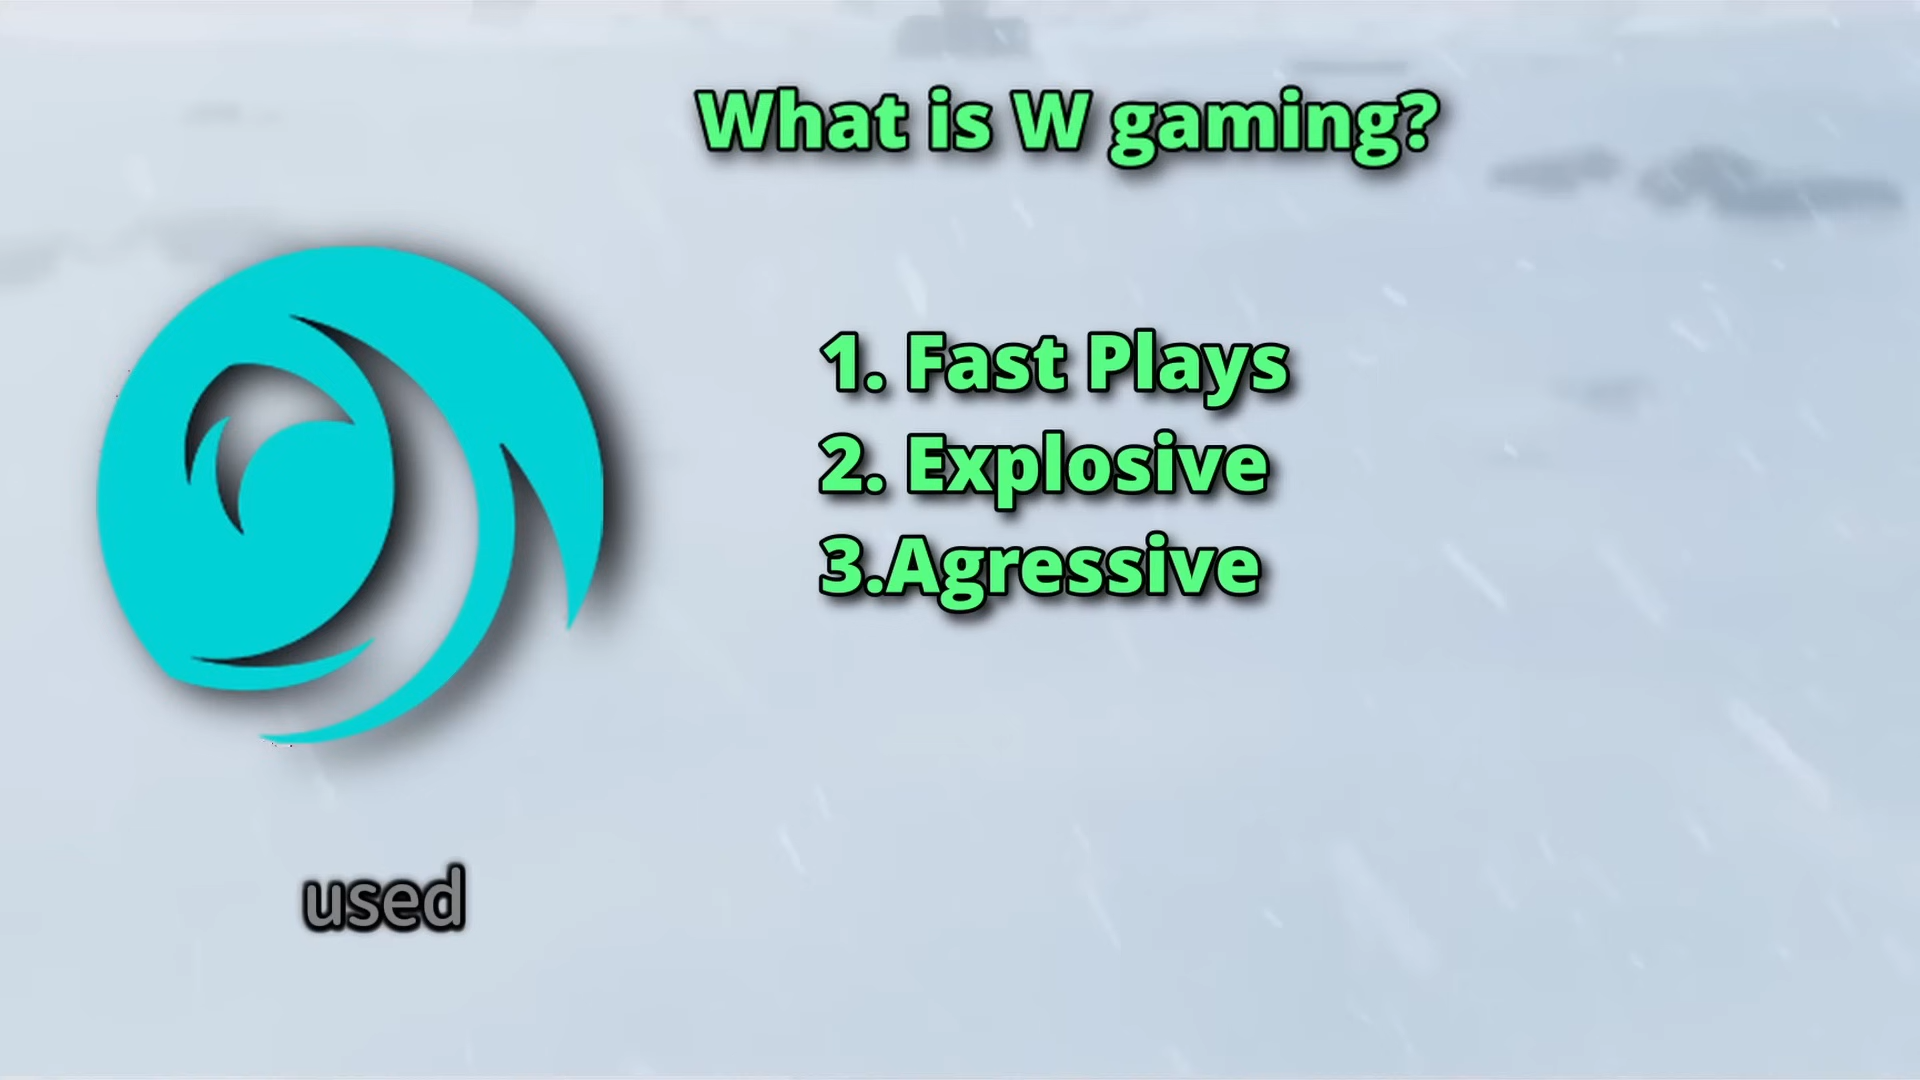 What is W gaming?
1. Fast Plays
2. Explosive
3.Agressive
used